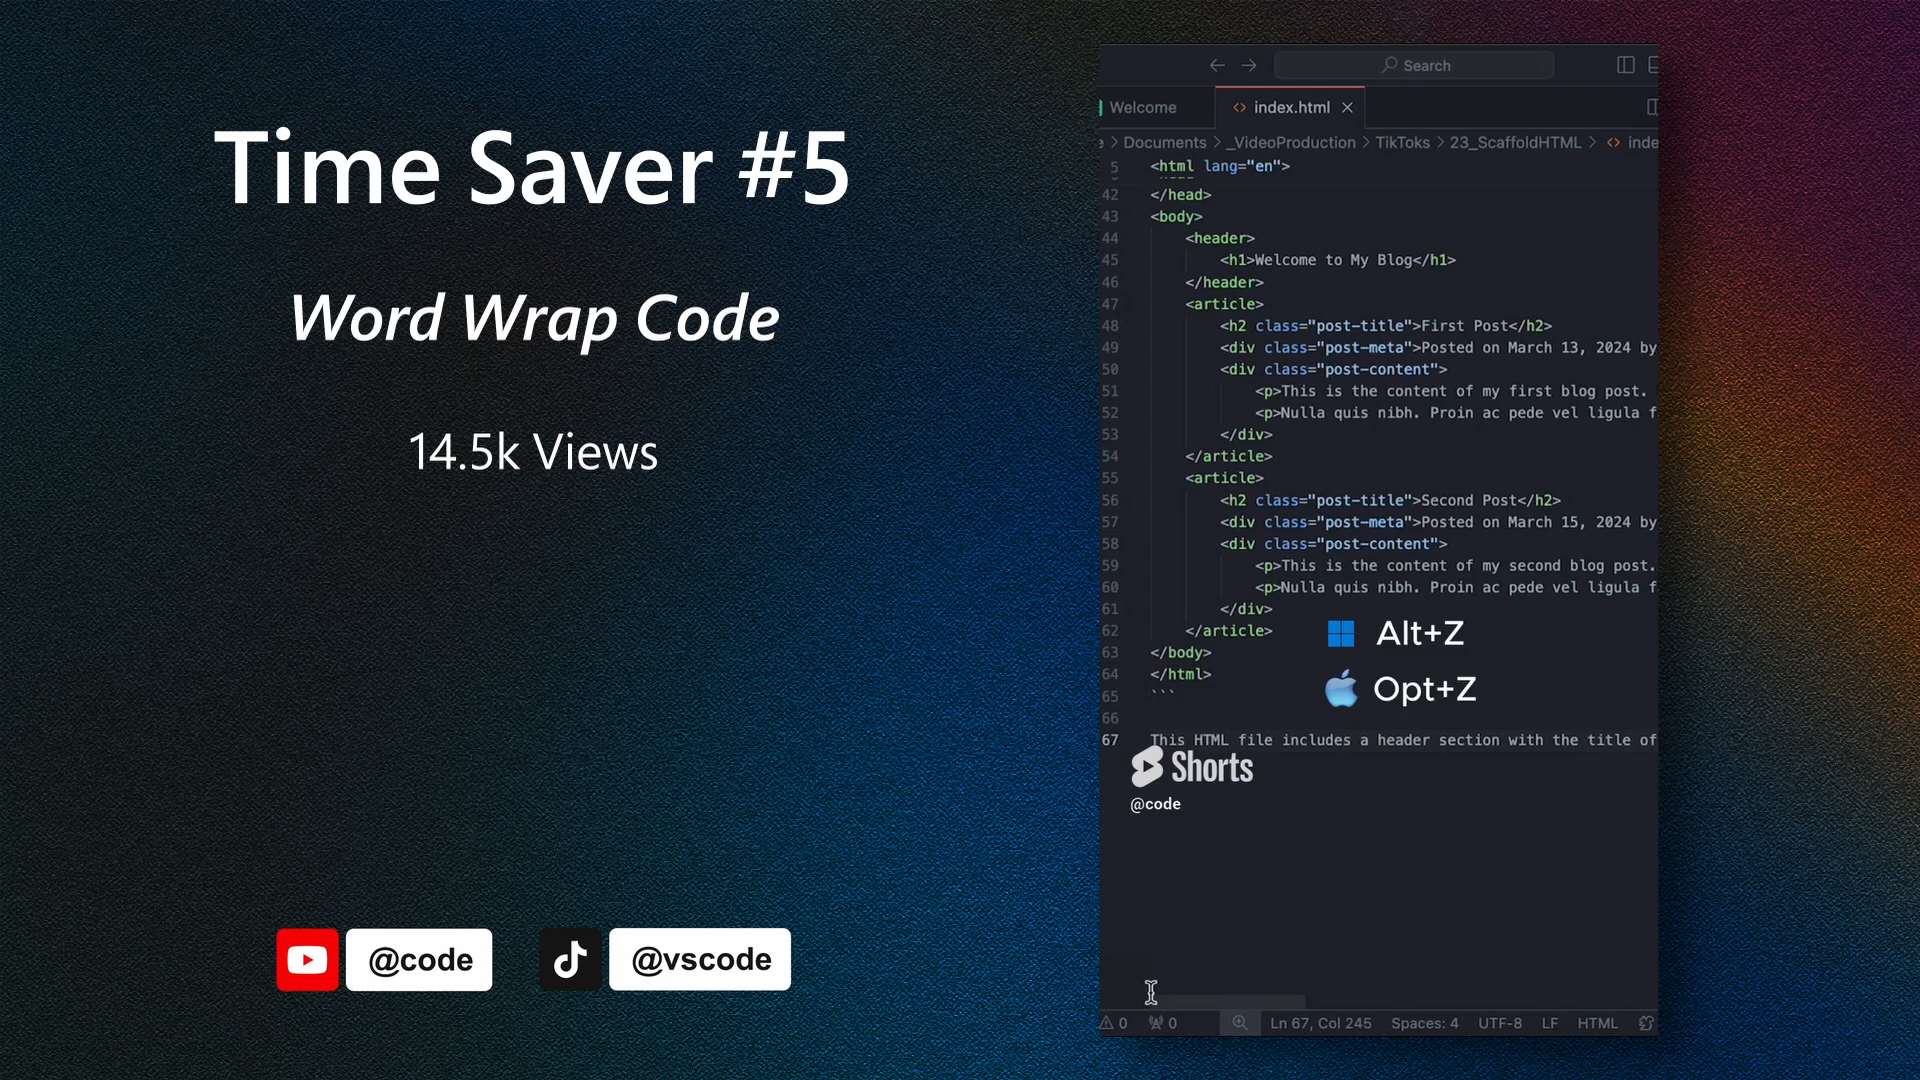 Time Saver #5
Word Wrap Code
14.5k Views
@code
@vscode
Search
Welcome
index.html
Documents > _VideoProduction > TikToks > 23_ScaffoldHTML > <> inde
5 <html lang="en">
42 </head>
43 <body>
44 <header>
45 <h1>Welcome to My Blog</h1>
46 </header>
47 <article>
48 <h2 class="post-title">First Post</h2>
49 <div class="post-meta">Posted on March 13, 2024 by
50 <div class="post-content">
51 <p>This is the content of my first blog post.
52 <p>Nulla quis nibh. Proin ac pede vel ligula f
53 </div>
54 </article>
55 <article>
56 <h2 class="post-title">Second Post</h2>
57 <div class="post-meta">Posted on March 15, 2024 by
58 <div class="post-content">
59 <p>This is the content of my second blog post.
60 <p>Nulla quis nibh. Proin ac pede vel ligula f
61 </div>
62 </article>
63 </body>
64 </html>
65 ```
66
67 This HTML file includes a header section with the title of
Alt+Z
Opt+Z
Shorts
@code
0 0 Ln 67, Col 245 Spaces: 4 UTF-8 LF HTML